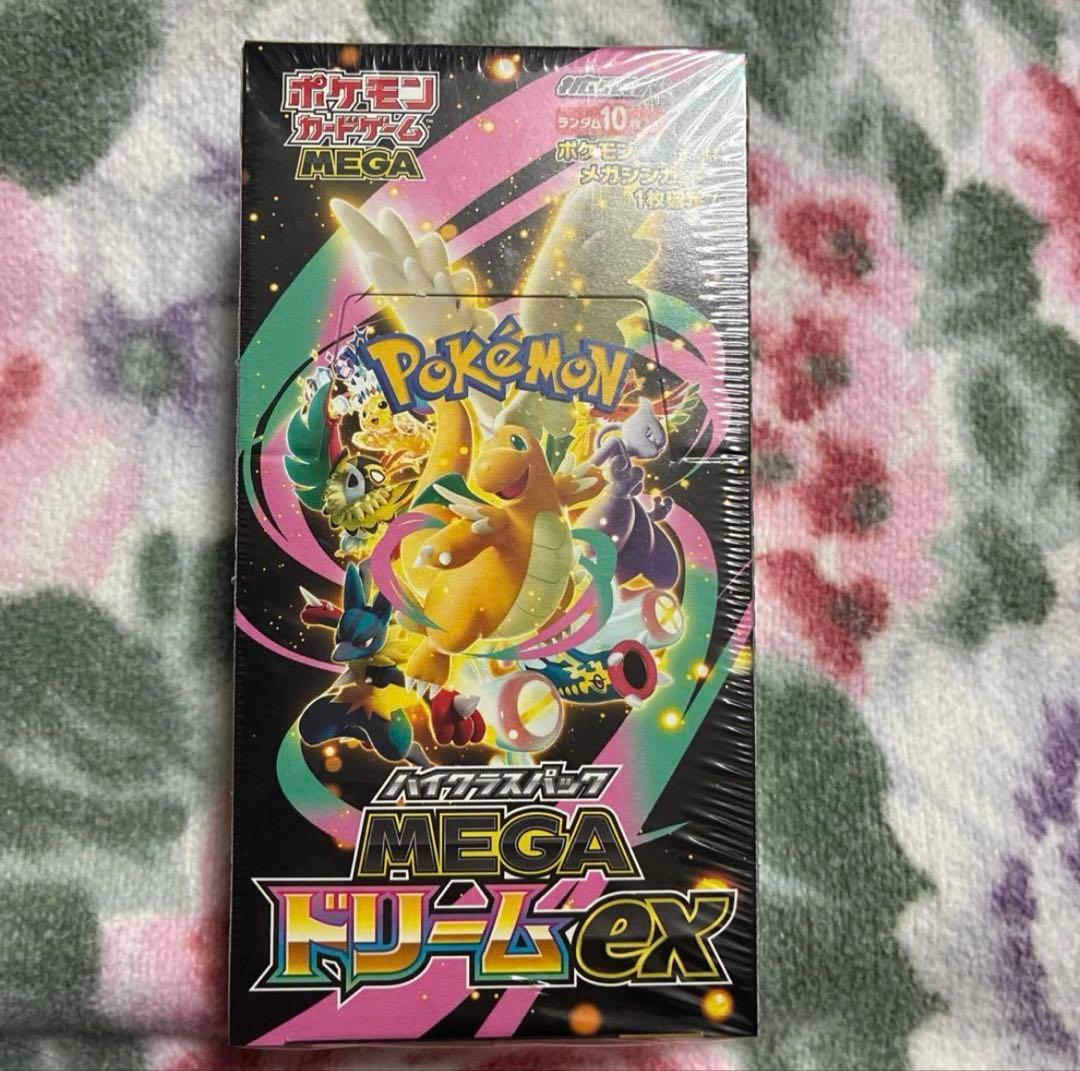 ポケモン
カードゲーム
MEGA
ランダム10枚
ポケモン
メガシンカ
1枚
POKéMON
ハイクラスパック
MEGA
ドリームex